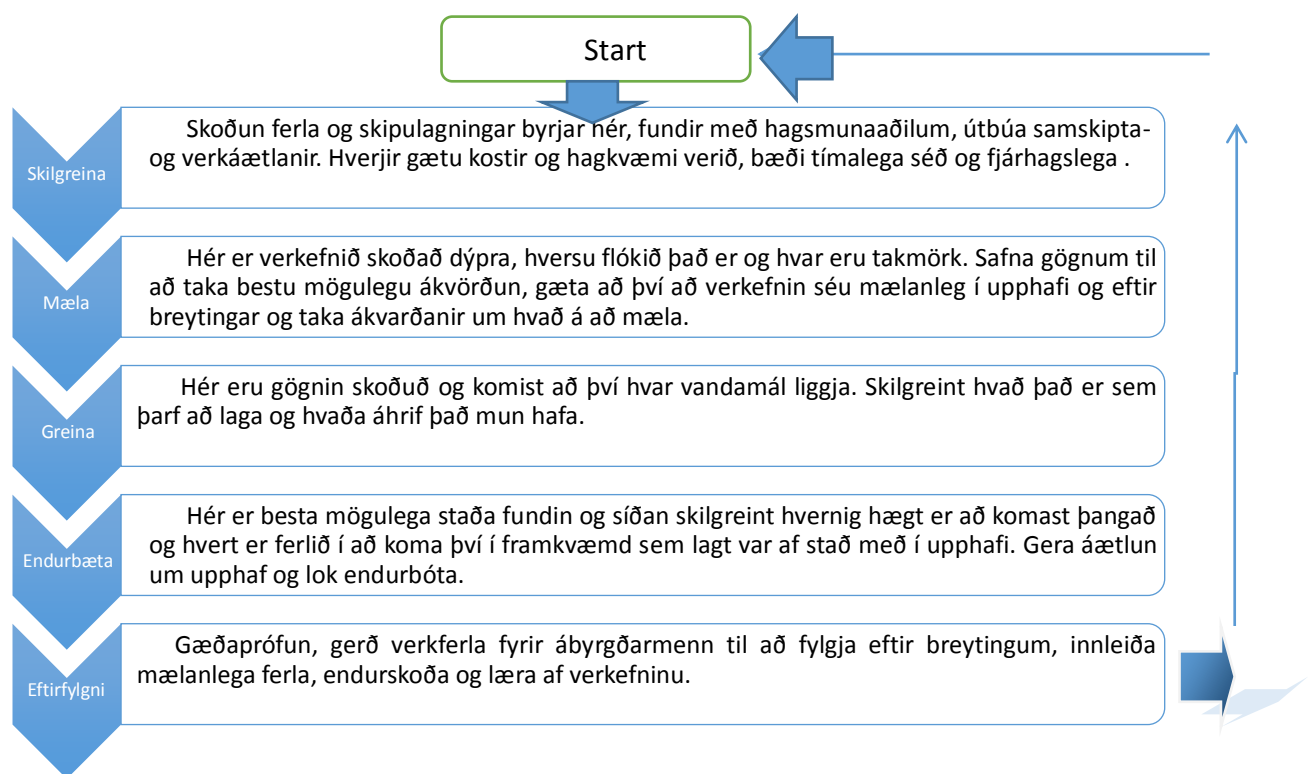 Start
Skilgreina
Skoðun ferla og skipulagningar byrjar hér, fundir með hagsmunaaðilum, útbúa samskipta-
og verkáætlanir. Hverjir gætu kostir og hagkvæmi verið, bæði tímalega séð og fjárhagslega .
Mæla
Hér er verkefnið skoðað dýpra, hversu flókið það er og hvar eru takmörk. Safna gögnum til
að taka bestu mögulegu ákvörðun, gæta að því að verkefnin séu mælanleg í upphafi og eftir
breytingar og taka ákvarðanir um hvað á að mæla.
Greina
Hér eru gögnin skoðuð og komist að því hvar vandamál liggja. Skilgreint hvað það er sem
þarf að laga og hvaða áhrif það mun hafa.
Endurbæta
Hér er besta mögulega staða fundin og síðan skilgreint hvernig hægt er að komast þangað
og hvert er ferlið í að koma því í framkvæmd sem lagt var af stað með í upphafi. Gera áætlun
um upphaf og lok endurbóta.
Eftirfylgni
Gæðaprófun, gerð verkferla fyrir ábyrgðarmenn til að fylgja eftir breytingum, innleiða
mælanlega ferla, endurskoða og læra af verkefninu.